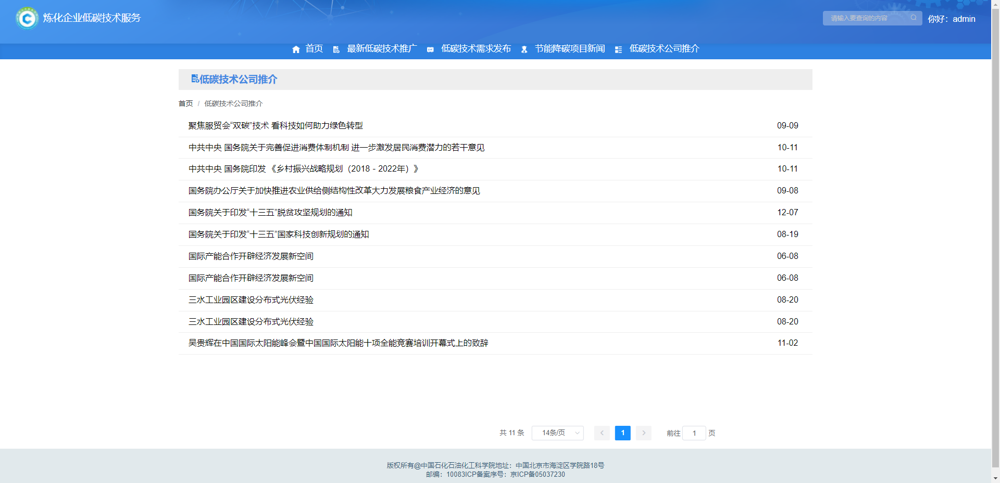 炼化企业低碳技术服务
请输入要查询的内容
你好：admin
首页 最新低碳技术推广 低碳技术需求发布 节能降碳项目新闻 低碳技术公司推介
低碳技术公司推介
首页 / 低碳技术公司推介
聚焦服贸会“双碳”技术 看科技如何助力绿色转型 09-09
中共中央 国务院关于完善促进消费体制机制 进一步激发居民消费潜力的若干意见 10-11
中共中央 国务院印发 《乡村振兴战略规划（2018－2022年）》 10-11
国务院办公厅关于加快推进农业供给侧结构性改革大力发展粮食产业经济的意见 09-08
国务院关于印发“十三五”脱贫攻坚规划的通知 12-07
国务院关于印发“十三五”国家科技创新规划的通知 08-19
国际产能合作开辟经济发展新空间 06-08
国际产能合作开辟经济发展新空间 06-08
三水工业园区建设分布式光伏经验 08-20
三水工业园区建设分布式光伏经验 08-20
吴贵辉在中国国际太阳能峰会暨中国国际太阳能十项全能竞赛培训开幕式上的致辞 11-02
共 11 条 14条/页 1 前往 1 页
版权所有@中国石化石油化工科学院地址：中国北京市海淀区学院路18号
邮编：10083ICP备案序号：京ICP备05037230